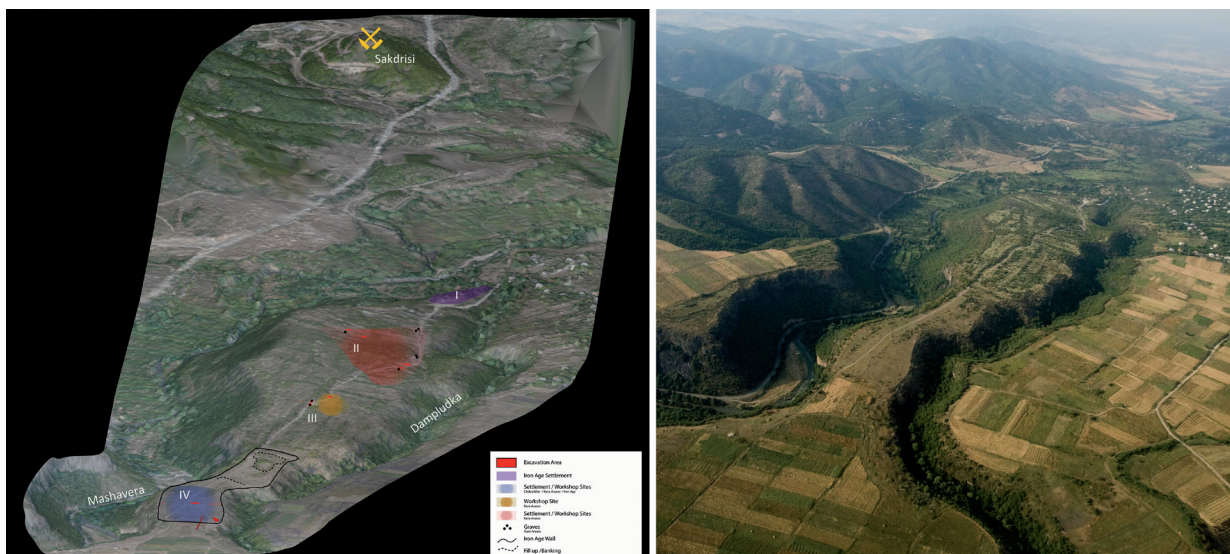 Sakdrisi
I
II
III
Dampludka
Mashavera
IV
Excavation Area
Iron Age Settlement
Settlement / Workshop Sites
Workshop Site
Settlement / Workshop Sites
Graves
Iron Age Wall
Fill up /Banking